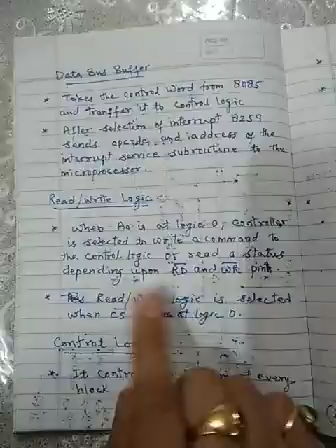 Data Bus Buffer
* Takes the control word from 8085
and transfer it to control logic
* After selection of interrupt 8259
sends opcode, and address of the
interrupt service subroutine to the
microprocessor.
Read/Write Logic
* When A0 is at logic 0, controller
is selected to write a command to
the control logic or read a status
depending upon RD and WR pins.
* Read/ logic is selected
when CS at logic 0.
Control
* It control every
block